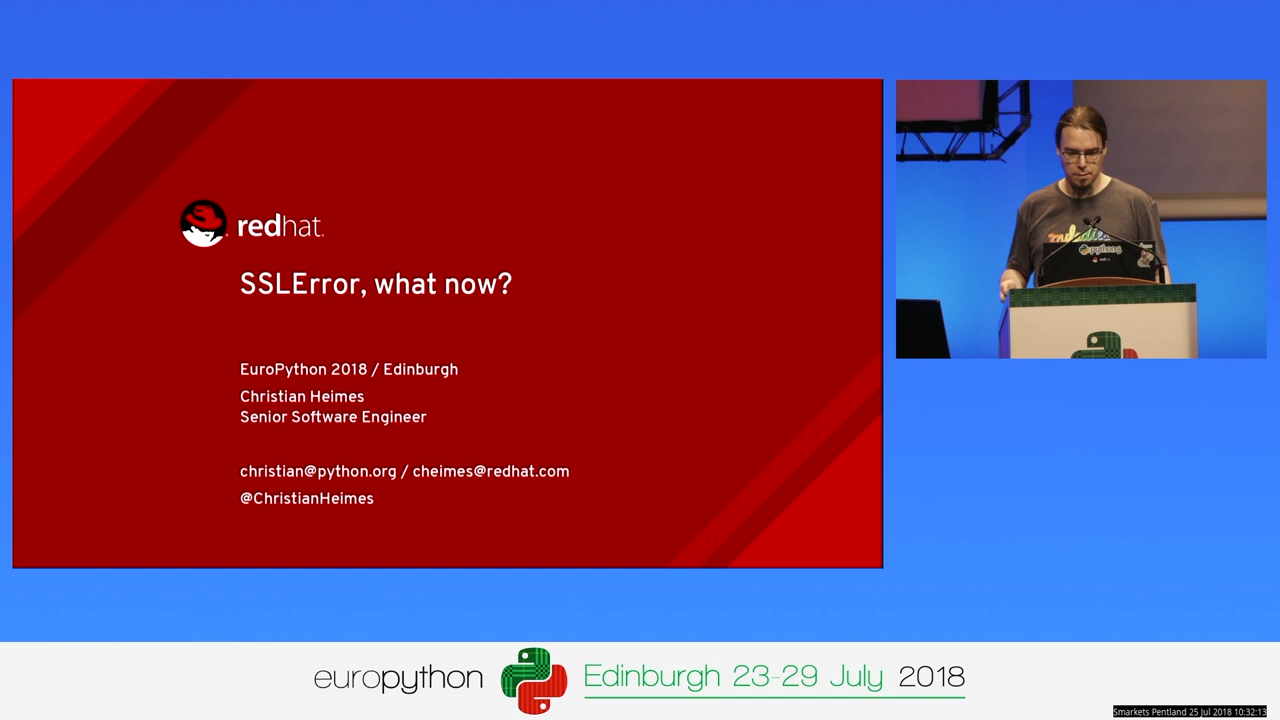 redhat.
SSLError, what now?
EuroPython 2018 / Edinburgh
Christian Heimes
Senior Software Engineer
christian@python.org / cheimes@redhat.com
@ChristianHeimes
europython
Edinburgh 23-29 July 2018
Smarkets Pentland 25 Jul 2018 10:32:13